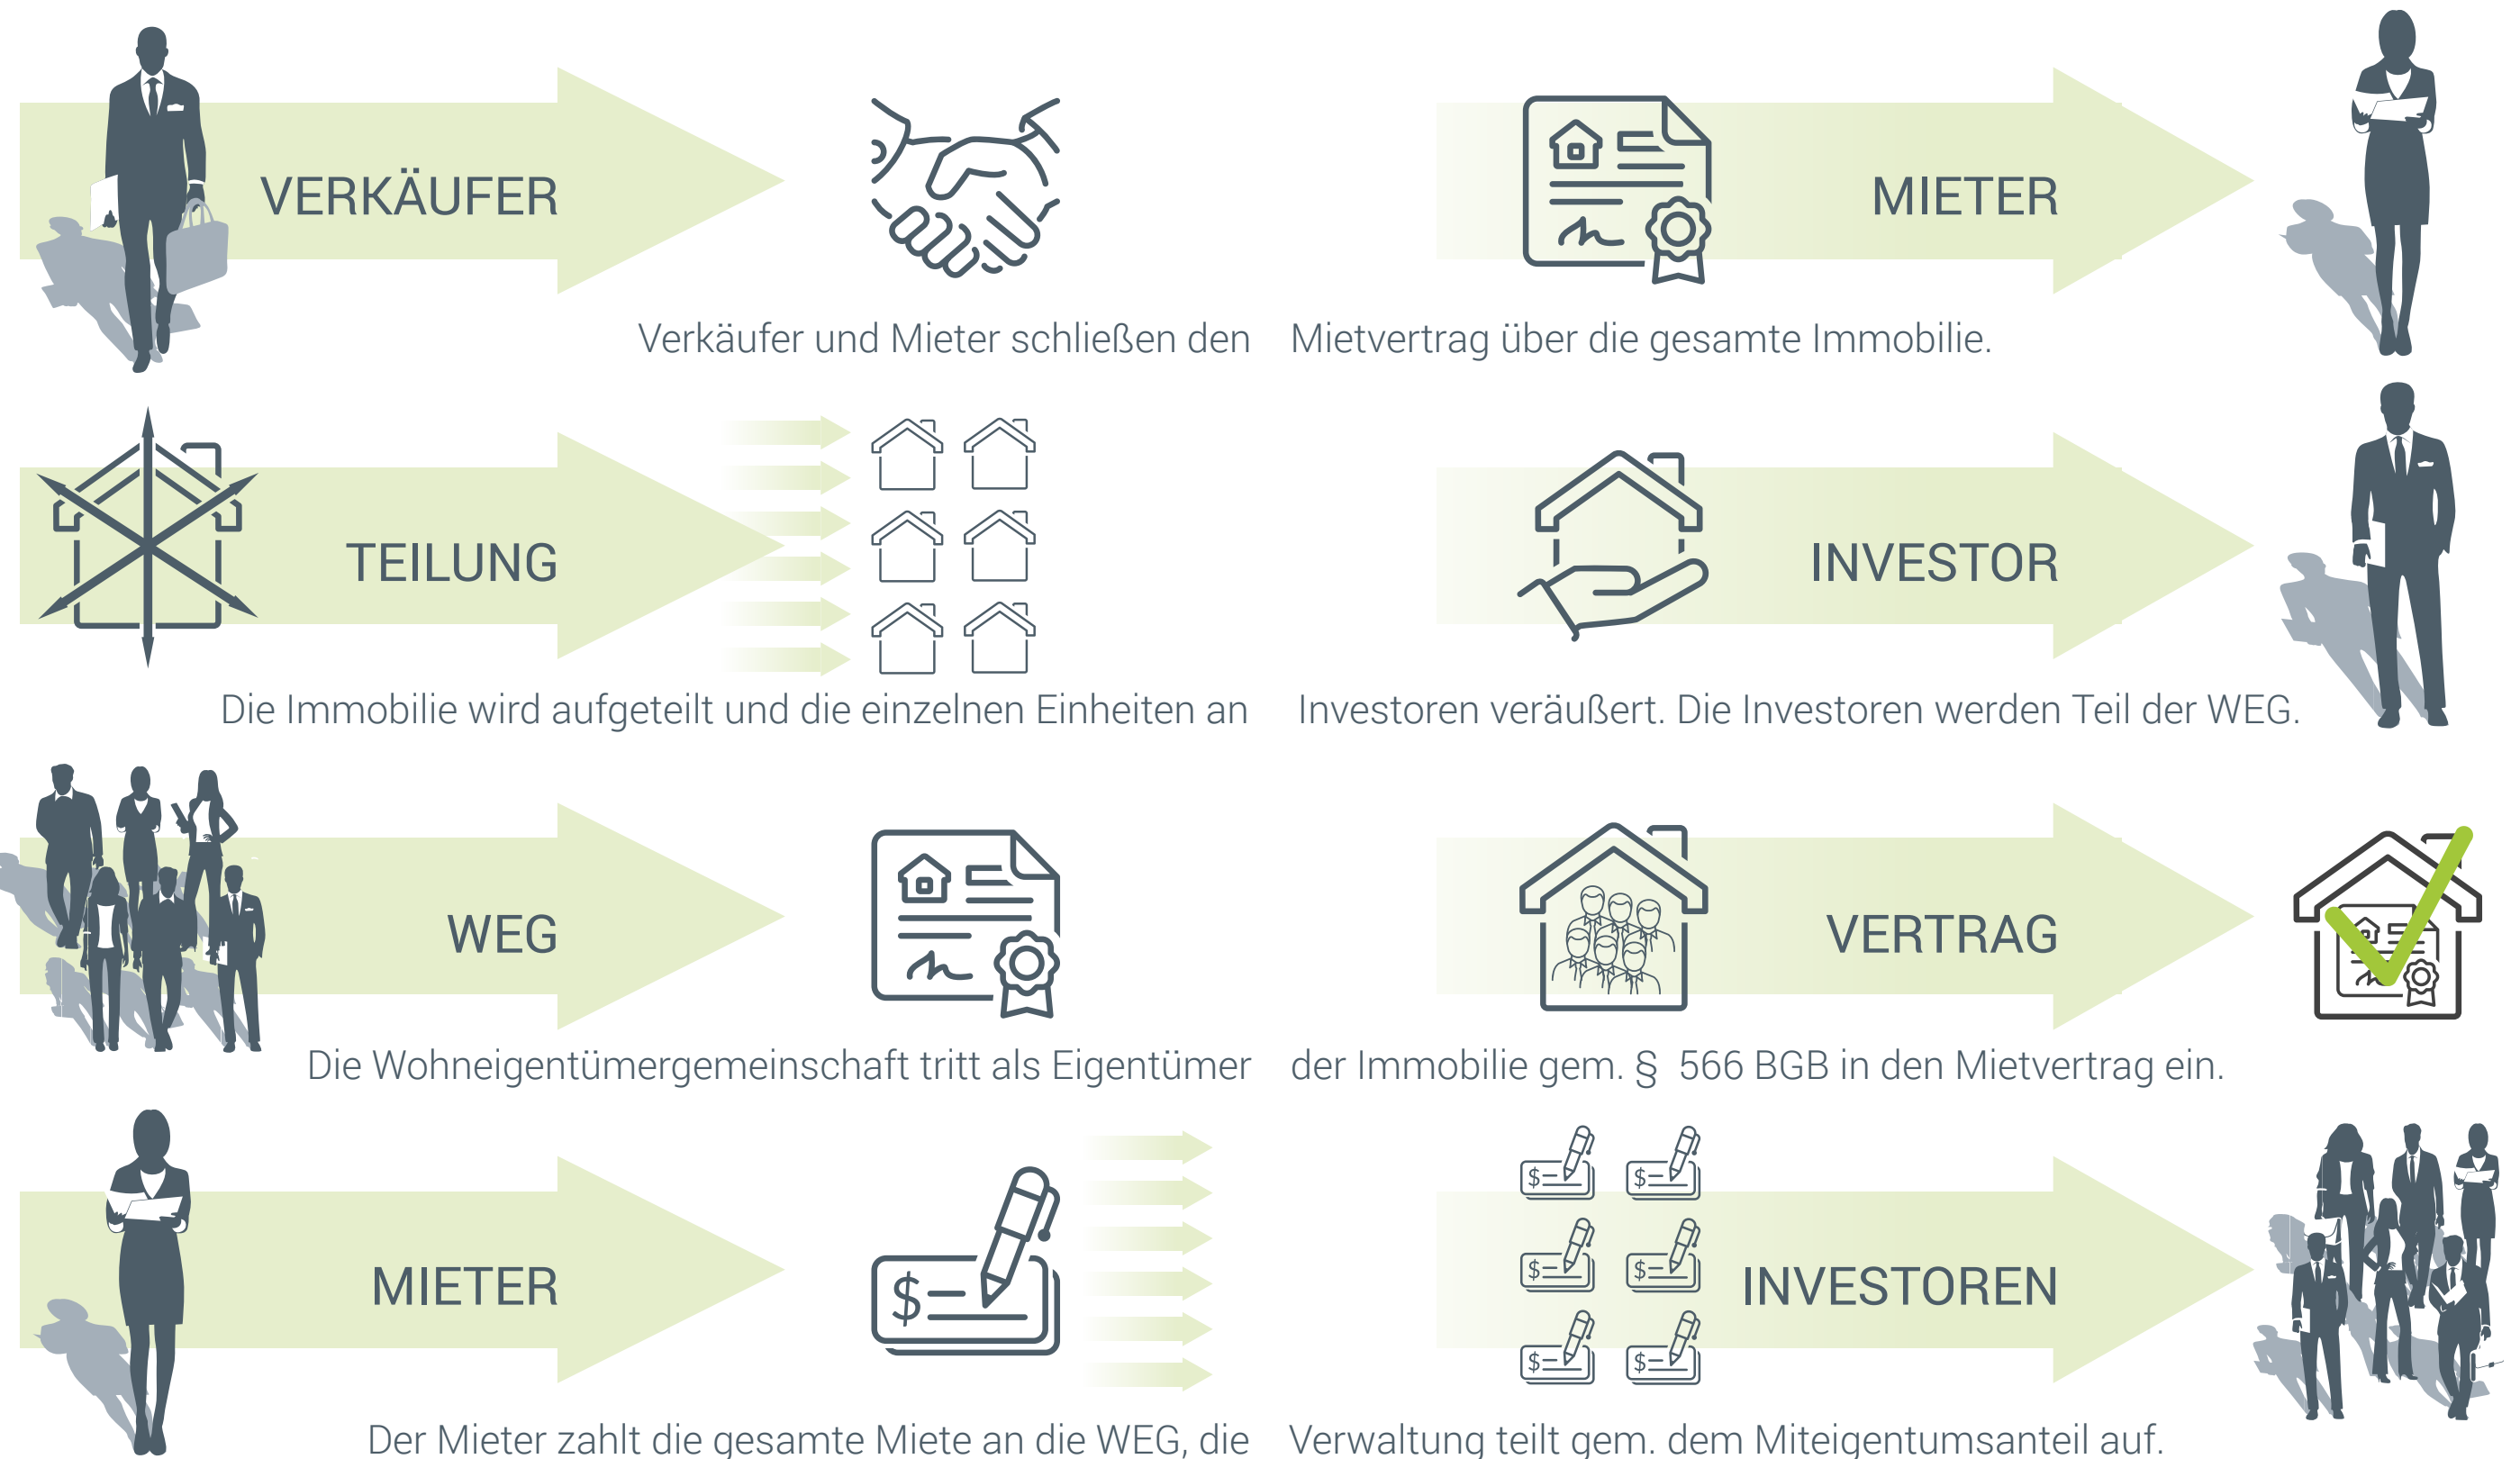 VERKÄUFER
MIETER
Verkäufer und Mieter schließen den Mietvertrag über die gesamte Immobilie.
TEILUNG
INVESTOR
Die Immobilie wird aufgeteilt und die einzelnen Einheiten an Investoren veräußert. Die Investoren werden Teil der WEG.
WEG
VERTRAG
Die Wohneigentümergemeinschaft tritt als Eigentümer der Immobilie gem. § 566 BGB in den Mietvertrag ein.
MIETER
$
$ $
$ $
$ $
INVESTOREN
Der Mieter zahlt die gesamte Miete an die WEG, die Verwaltung teilt gem. dem Miteigentumsanteil auf.